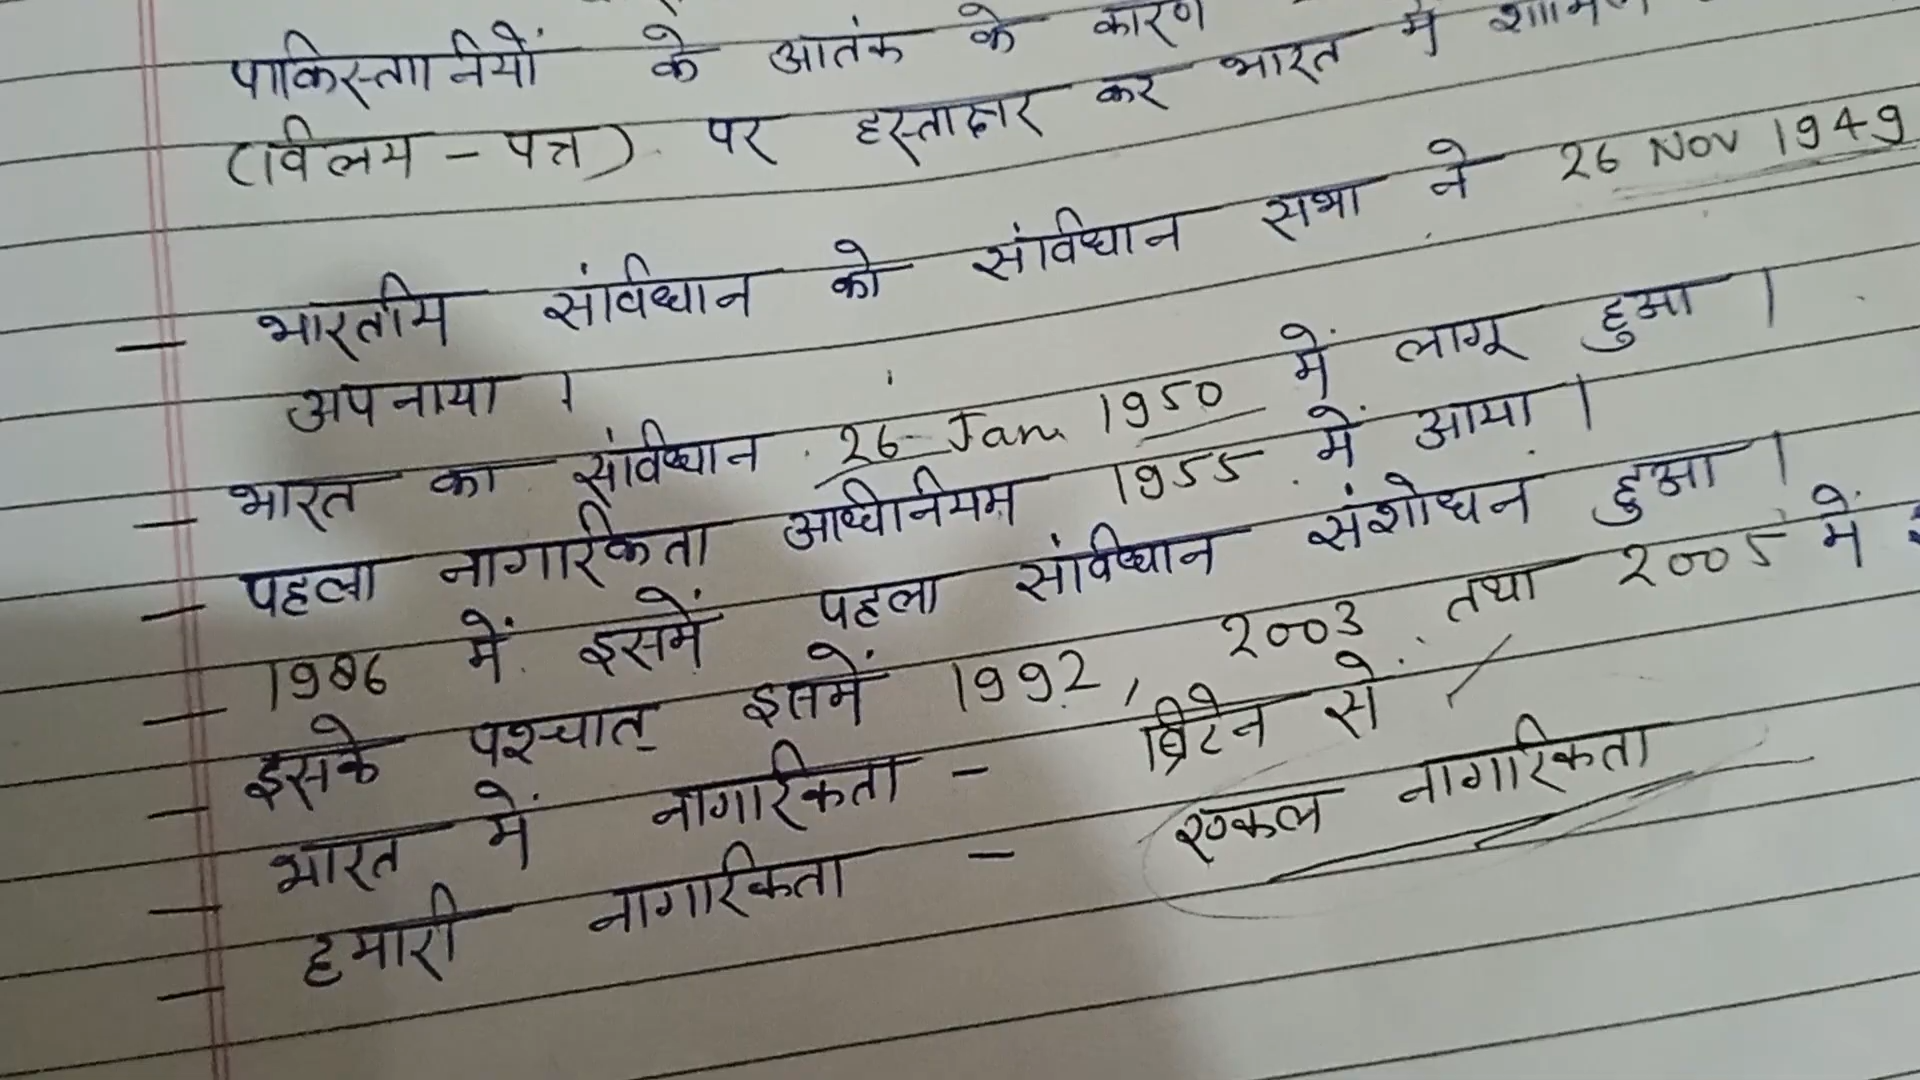 पाकिस्तानियों के आतंक के कारण
(विलय - पत्र) पर हस्ताक्षर कर भारत में शामिल
— भारतीय संविधान को संविधान सभा ने 26 Nov 1949
अपनाया ।
— भारत का संविधान 26 Jan. 1950 में लागू हुआ ।
— पहला नागरिकता अधिनियम 1955 में आया ।
— 1986 में इसमें पहला संविधान संशोधन हुआ ।
— इसके पश्चात् इसमें 1992, 2003 तथा 2005 में
— भारत में नागरिकता - ब्रिटेन से
— हमारी नागरिकता - एकल नागरिकता